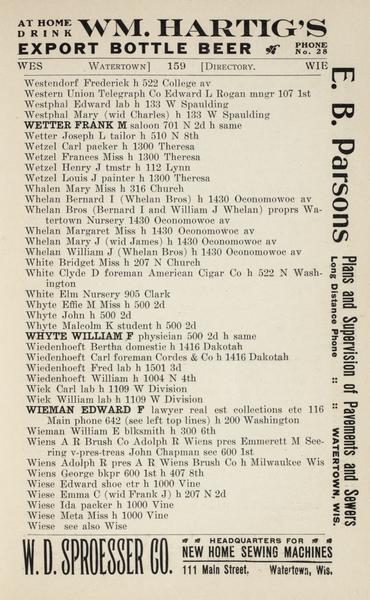 AT HOME DRINK WM. HARTIG'S
EXPORT BOTTLE BEER PHONE No. 28
WES Watertown] 159 [Directory. WIE
Westendorf Frederick h 522 College av
Western Union Telegraph Co Edward L Rogan mngr 107 1st
Westphal Edward lab h 133 W Spaulding
Westphal Mary (wid Charles) h 133 W Spaulding
WETTER FRANK M saloon 701 N 2d h same
Wetter Joseph L tailor h 510 N 8th
Wetzel Carl packer h 1300 Theresa
Wetzel Frances Miss h 1300 Theresa
Wetzel Henry J tmstr h 112 Lynn
Wetzel Louis J painter h 1300 Theresa
Whalen Mary Miss h 316 Church
Whelan Bernard I (Whelan Bros) h 1430 Oconomowoc av
Whelan Bros (Bernard I and William J Whelan) proprs Wa-
tertown Nursery 1430 Oconomowoc av
Whelan Margaret Miss h 1430 Oconomowoc av
Whelan Mary J (wid James) h 1430 Oconomowoc av
Whelan William J (Whelan Bros) h 1430 Oconomowoc av
White Bridget Miss h 207 N Church
White Clyde D foreman American Cigar Co h 522 N Wash-
ington
White Elm Nursery 905 Clark
Whyte Effie M Miss h 500 2d
Whyte John h 500 2d
Whyte Malcolm K student h 500 2d
WHYTE WILLIAM F physician 500 2d h same
Wiedenhoeft Bertha domestic h 1416 Dakotah
Wiedenhoeft Carl foreman Cordes & Co h 1416 Dakotah
Wiedenhoeft Fred lab h 1501 3d
Wiedenhoeft William h 1004 N 4th
Wiek Carl lab h 1109 W Division
Wiek William lab h 1109 W Division
WIEMAN EDWARD F lawyer real est collections etc 116
Main phone 642 (see left top lines) h 200 Washington
Wieman William E blksmith h 300 6th
Wiens A R Brush Co Adolph R Wiens pres Emmerett M See-
ring v-pres-treas John Chapman sec 600 1st
Wiens Adolph R pres A R Wiens Brush Co h Milwaukee Wis
Wiens George bkpr 600 1st h 407 8th
Wiese Edward shoe ctr h 1000 Vine
Wiese Emma C (wid Frank J) h 207 N 2d
Wiese Ida packer h 1000 Vine
Wiese Meta Miss h 1000 Vine
Wiese see also Wise
E. B. Parsons
Plans and Supervision of Pavements and Sewers
Long Distance Phone :: :: WATERTOWN, WIS.
W. D. SPROESSER CO.
HEADQUARTERS FOR
NEW HOME SEWING MACHINES
111 Main Street. Watertown, Wis.